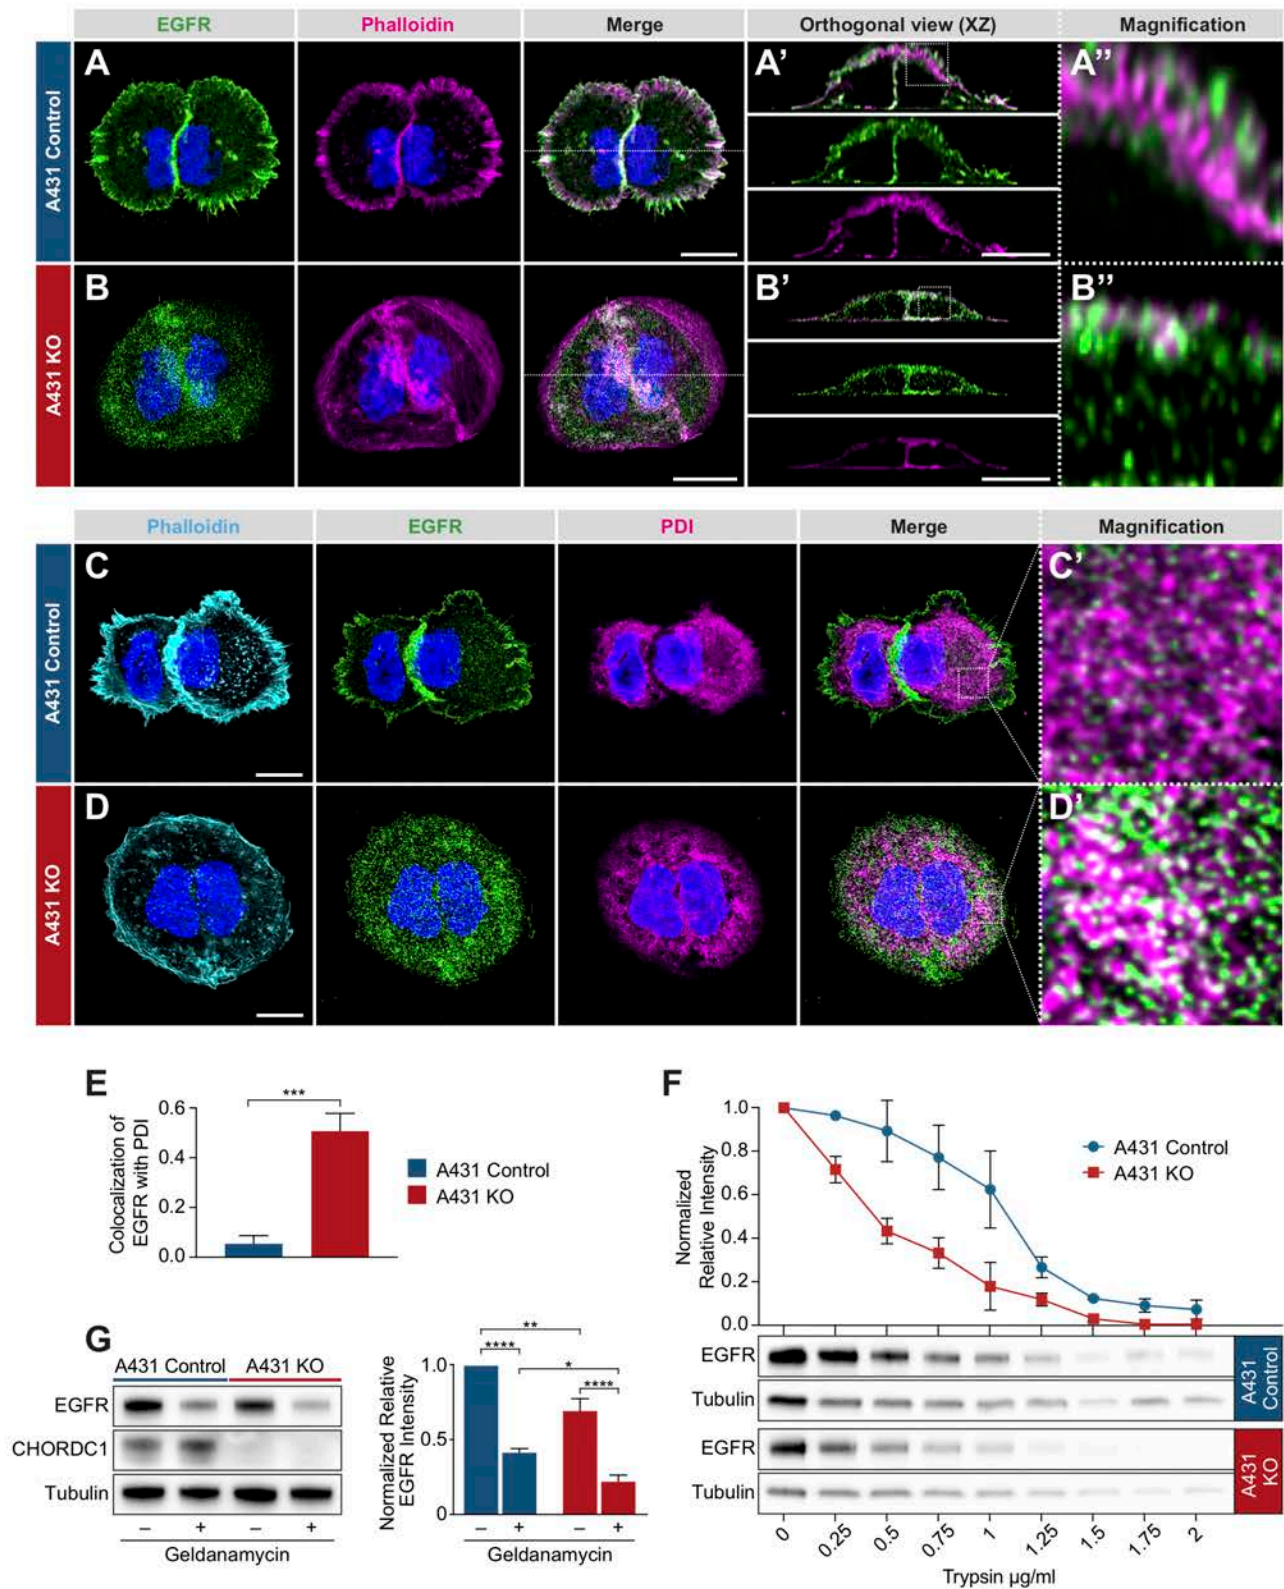 EGFR
Phalloidin
Merge
Orthogonal view (XZ)
Magnification
A431 Control
A
A'
A"
A431 KO
B
B'
B"
Phalloidin
EGFR
PDI
Merge
Magnification
A431 Control
C
C'
A431 KO
D
D'
E
Colocalization of
EGFR with PDI
0.6
0.4
0.2
0.0
***
A431 Control
A431 KO
F
Normalized
Relative Intensity
1.0
0.8
0.6
0.4
0.2
0.0
A431 Control
A431 KO
EGFR
Tubulin
A431
Control
EGFR
Tubulin
A431
KO
0
0.25
0.5
0.75
1
1.25
1.5
1.75
2
Trypsin µg/ml
G
A431 Control
A431 KO
EGFR
CHORDC1
Tubulin
– + – +
Geldanamycin
Normalized Relative
EGFR Intensity
1.0
0.5
0
**
****
*
****
– + – +
Geldanamycin